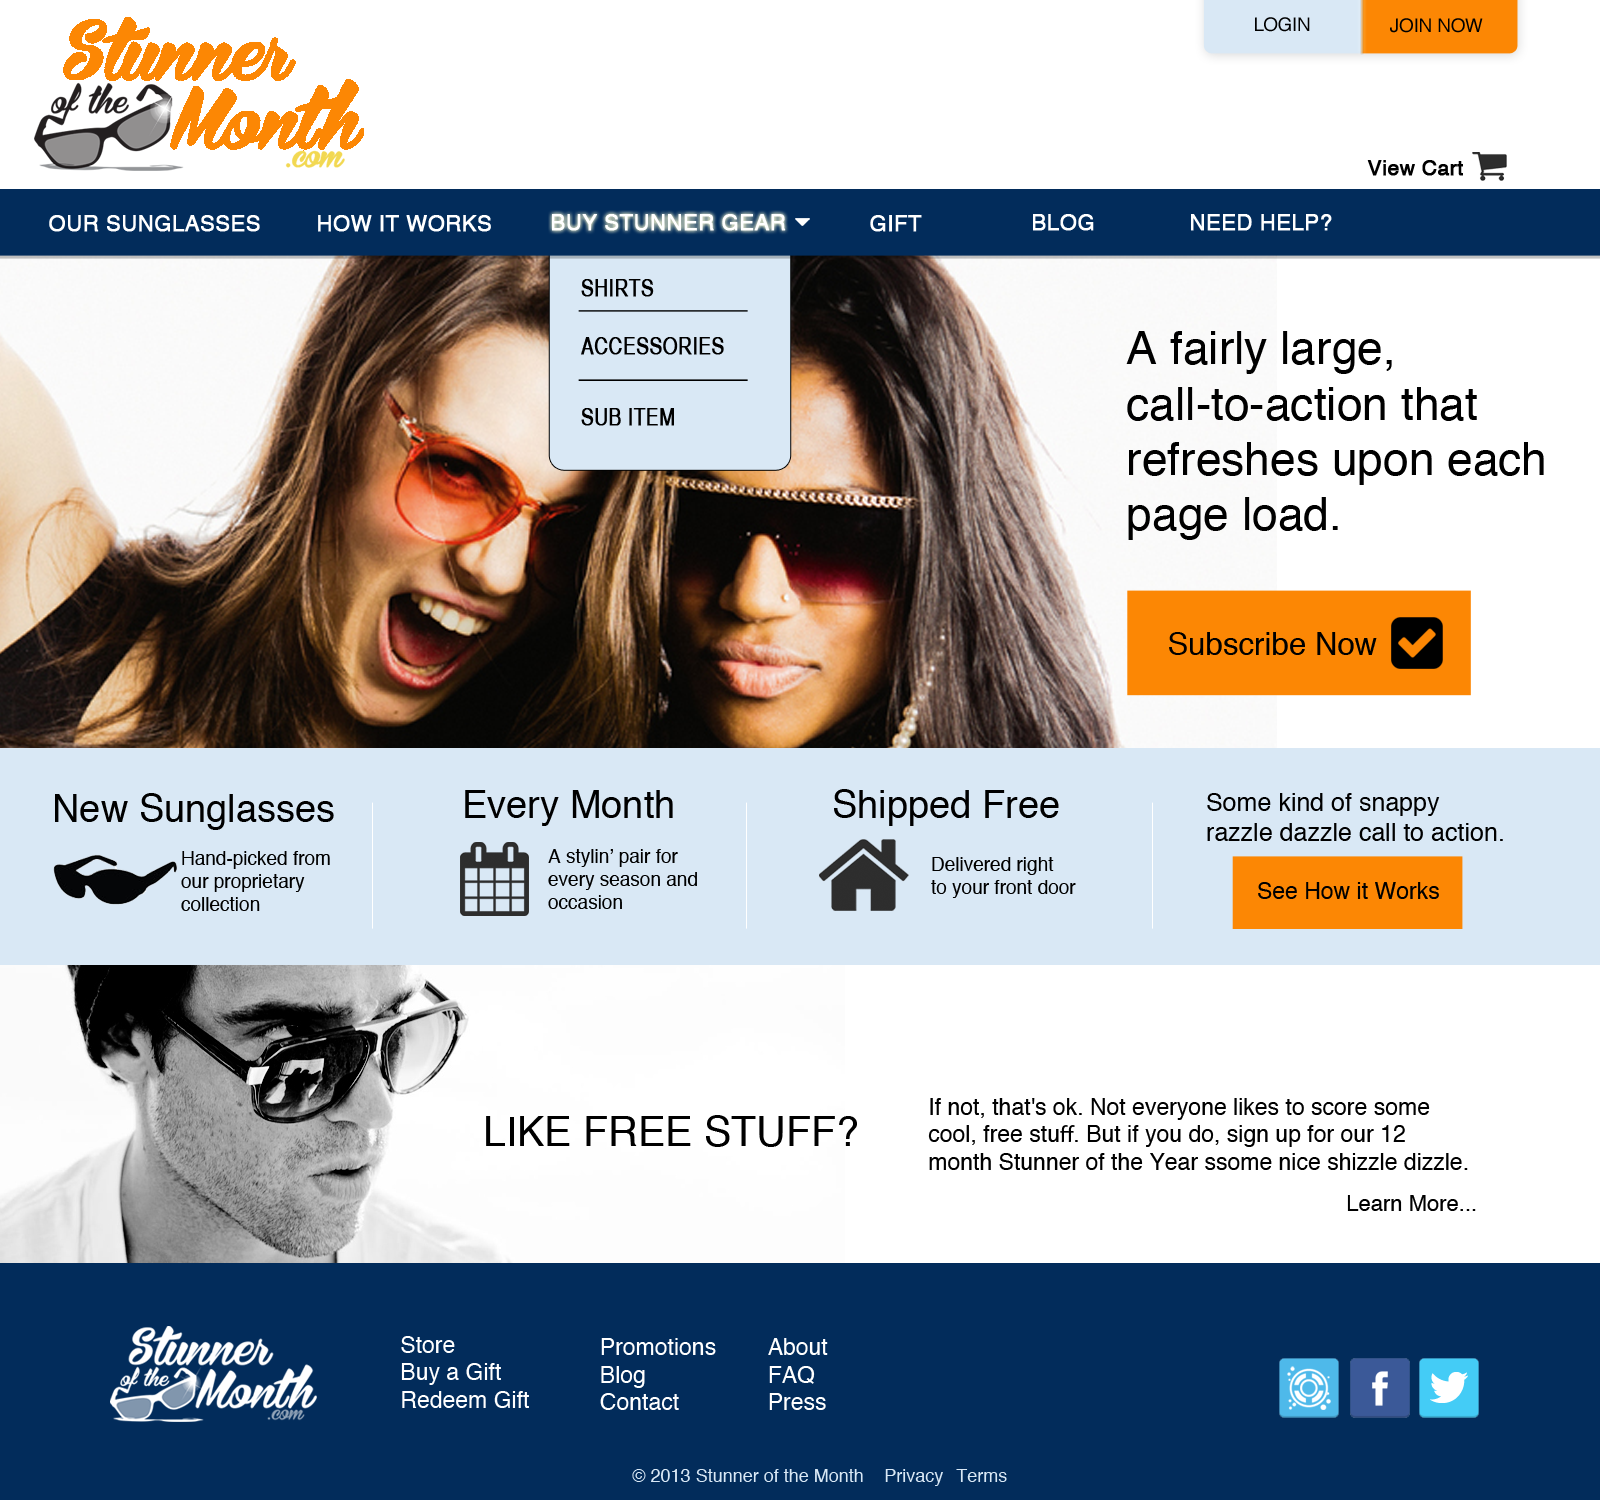 Stunner
of the
Month
.com
LOGIN
JOIN NOW
View Cart
OUR SUNGLASSES
HOW IT WORKS
BUY STUNNER GEAR
GIFT
BLOG
NEED HELP?
SHIRTS
ACCESSORIES
SUB ITEM
A fairly large,
call-to-action that
refreshes upon each
page load.
Subscribe Now
New Sunglasses
Hand-picked from
our proprietary
collection
Every Month
A stylin’ pair for
every season and
occasion
Shipped Free
Delivered right
to your front door
Some kind of snappy
razzle dazzle call to action.
See How it Works
LIKE FREE STUFF?
If not, that's ok. Not everyone likes to score some
cool, free stuff. But if you do, sign up for our 12
month Stunner of the Year ssome nice shizzle dizzle.
Learn More...
Stunner
of the
Month
.com
Store
Buy a Gift
Redeem Gift
Promotions
Blog
Contact
About
FAQ
Press
f
© 2013 Stunner of the Month Privacy Terms